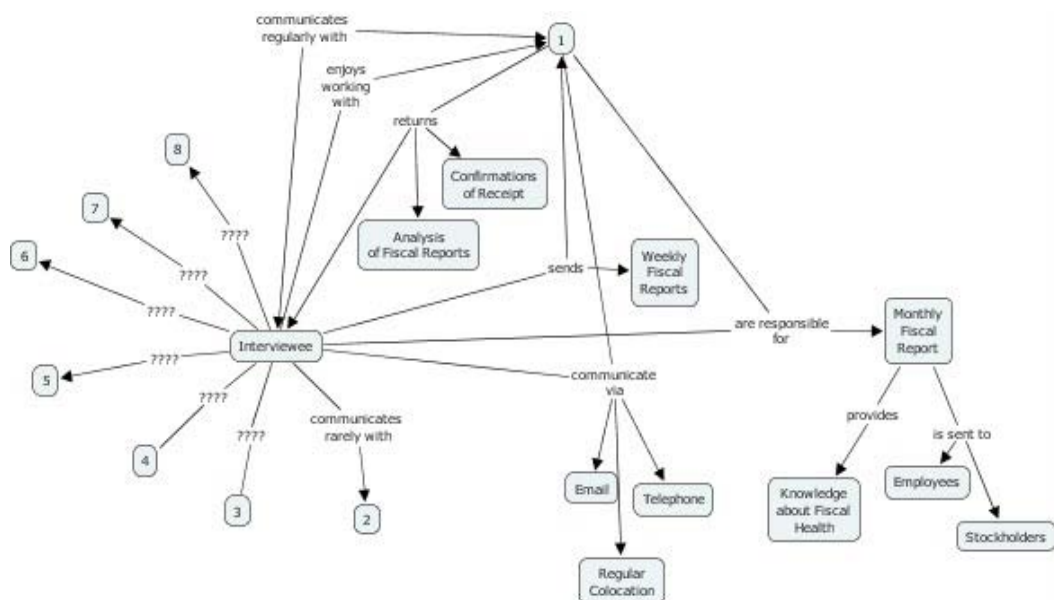 communicates
regularly with
1
enjoys
working
with
returns
8
Confirmations
of Receipt
7
Analysis
of Fiscal Reports
????
6
????
Weekly
Fiscal
Reports
sends
????
Monthly
Fiscal
Report
are responsible
for
Interviewee
????
5
communicate
via
????
communicates
rarely with
provides
????
is sent to
4
Email
Telephone
Employees
Knowledge
about Fiscal
Health
3
2
Stockholders
Regular
Colocation